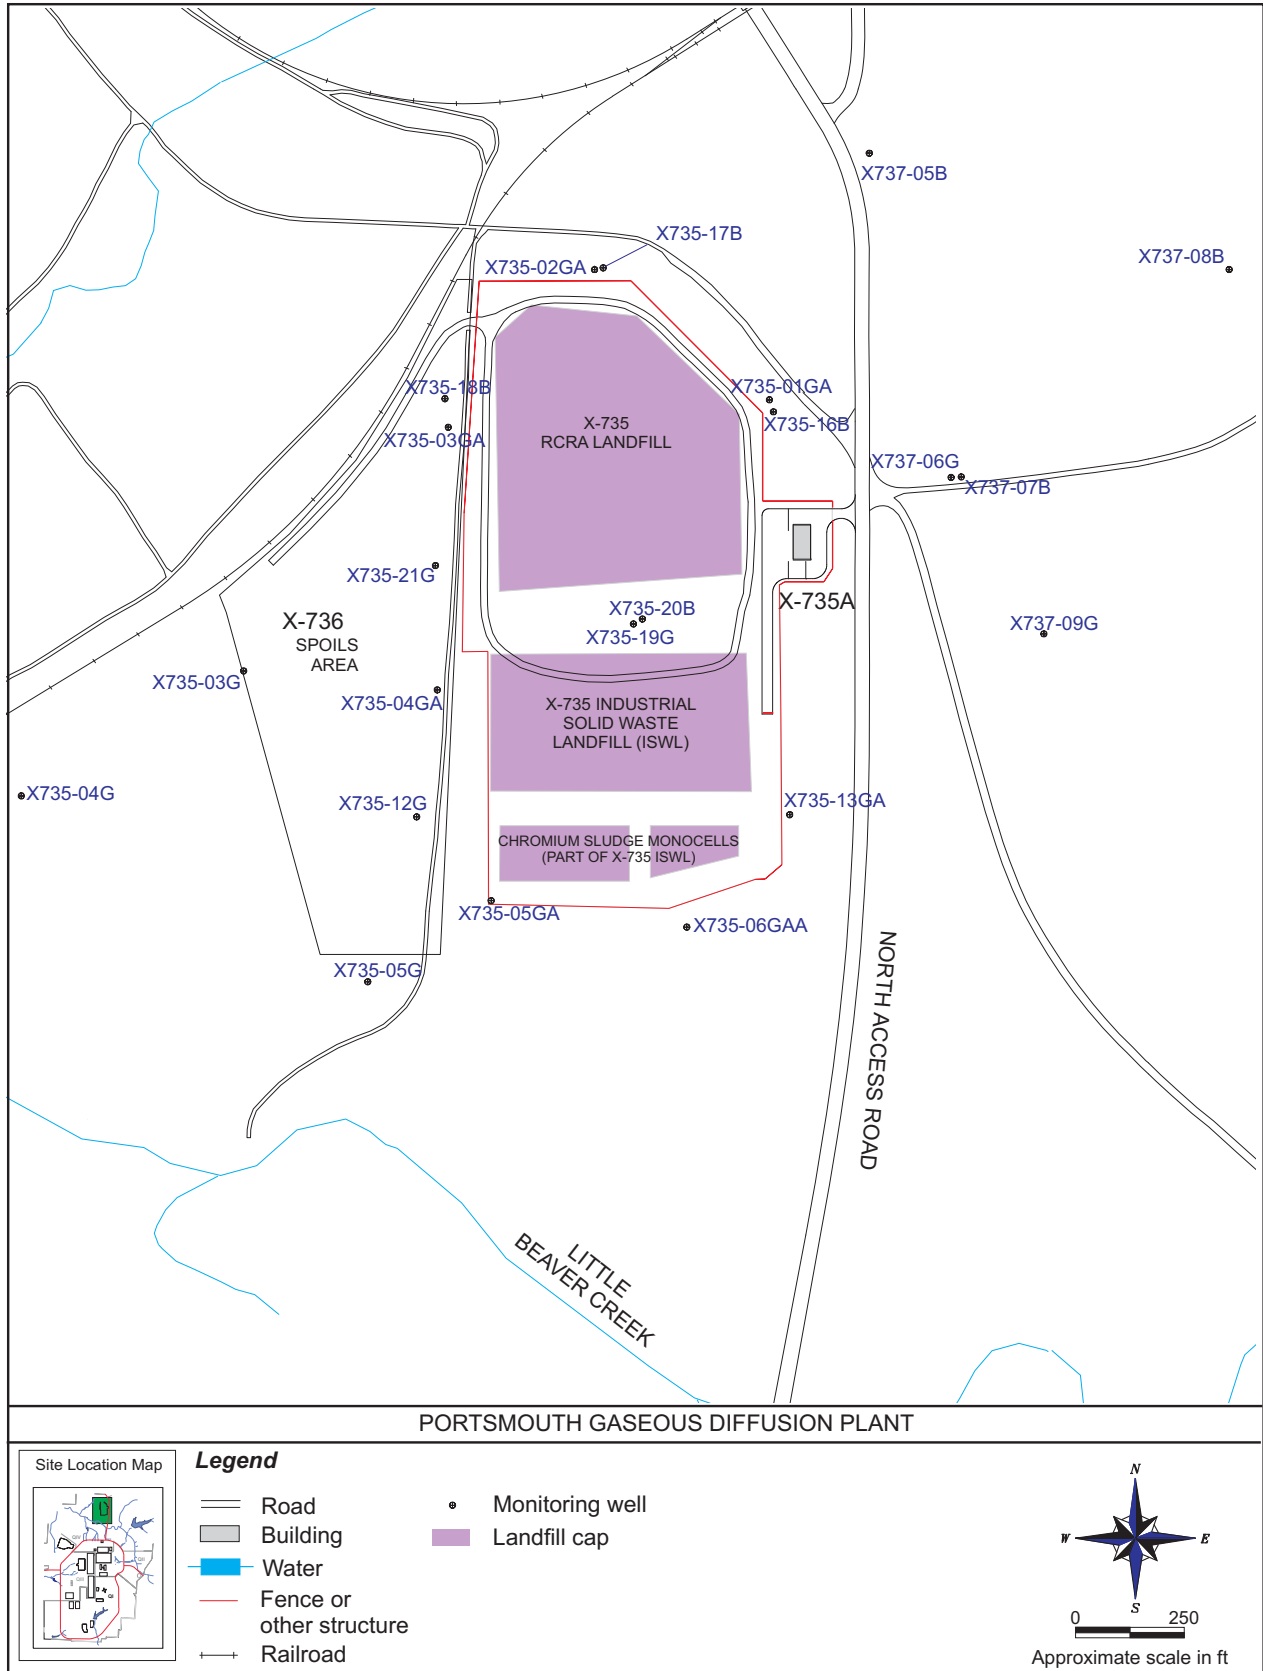 X737-05B
X735-17B
X735-02GA
X737-08B
X735-18B
X735-01GA
X735-16B
X735-03GA
X-735
RCRA LANDFILL
X737-06G
X737-07B
X735-21G
X-735A
X735-20B
X735-19G
X-736
SPOILS
AREA
X737-09G
X735-03G
X735-04GA
X-735 INDUSTRIAL
SOLID WASTE
LANDFILL (ISWL)
X735-04G
X735-12G
X735-13GA
CHROMIUM SLUDGE MONOCELLS
(PART OF X-735 ISWL)
X735-05GA
X735-06GAA
X735-05G
NORTH ACCESS ROAD
LITTLE
BEAVER CREEK
PORTSMOUTH GASEOUS DIFFUSION PLANT
Site Location Map
Legend
Road
Building
Water
Fence or
other structure
Railroad
Monitoring well
Landfill cap
N
W
E
S
0 250
Approximate scale in ft